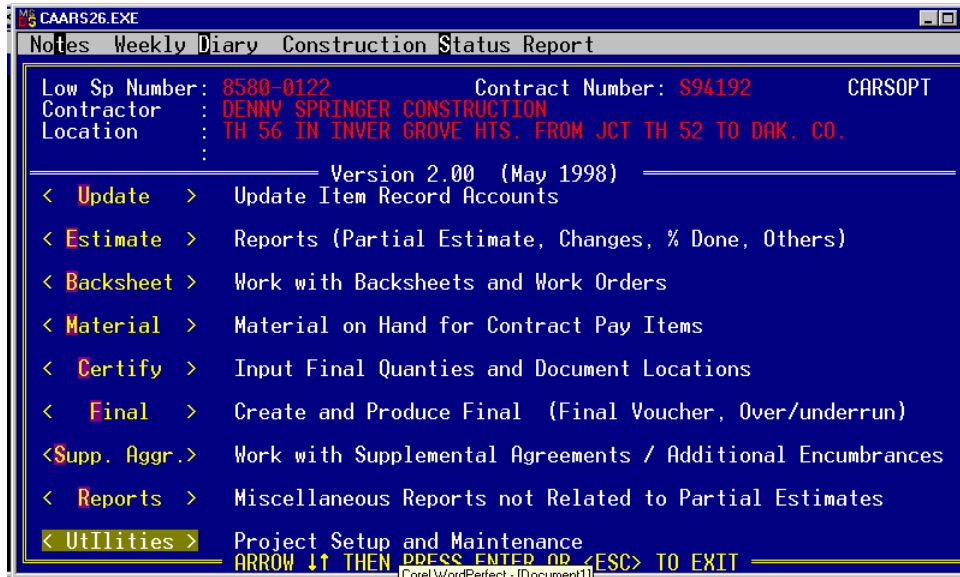 CAARS26.EXE
Notes Weekly Diary Construction Status Report
Low Sp Number: 8580-0122 Contract Number: S94192 CARSOPT
Contractor : DENNY SPRINGER CONSTRUCTION
Location : TH 56 IN INVER GROVE HTS. FROM JCT TH 52 TO DAK. CO.
:
Version 2.00 (May 1998)
< Update > Update Item Record Accounts
< Estimate > Reports (Partial Estimate, Changes, % Done, Others)
< Backsheet > Work with Backsheets and Work Orders
< Material > Material on Hand for Contract Pay Items
< Certify > Input Final Quanties and Document Locations
< Final > Create and Produce Final (Final Voucher, Over/underrun)
<Supp. Aggr.> Work with Supplemental Agreements / Additional Encumbrances
< Reports > Miscellaneous Reports not Related to Partial Estimates
< UtIlities > Project Setup and Maintenance
ARROW ↓↑ THEN PRESS ENTER OR <ESC> TO EXIT
Corel WordPerfect - [Document1]